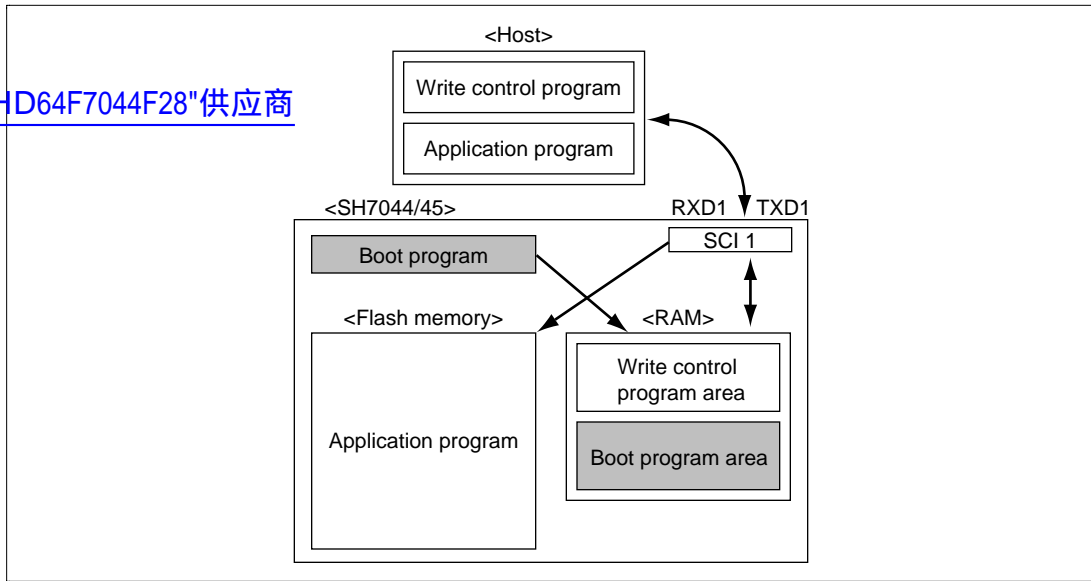 <Host>
Write control program
HD64F7044F28"供应商
Application program
<SH7044/45>
RXD1 TXD1
SCI 1
Boot program
<Flash memory>
<RAM>
Write control
program area
Application program
Boot program area